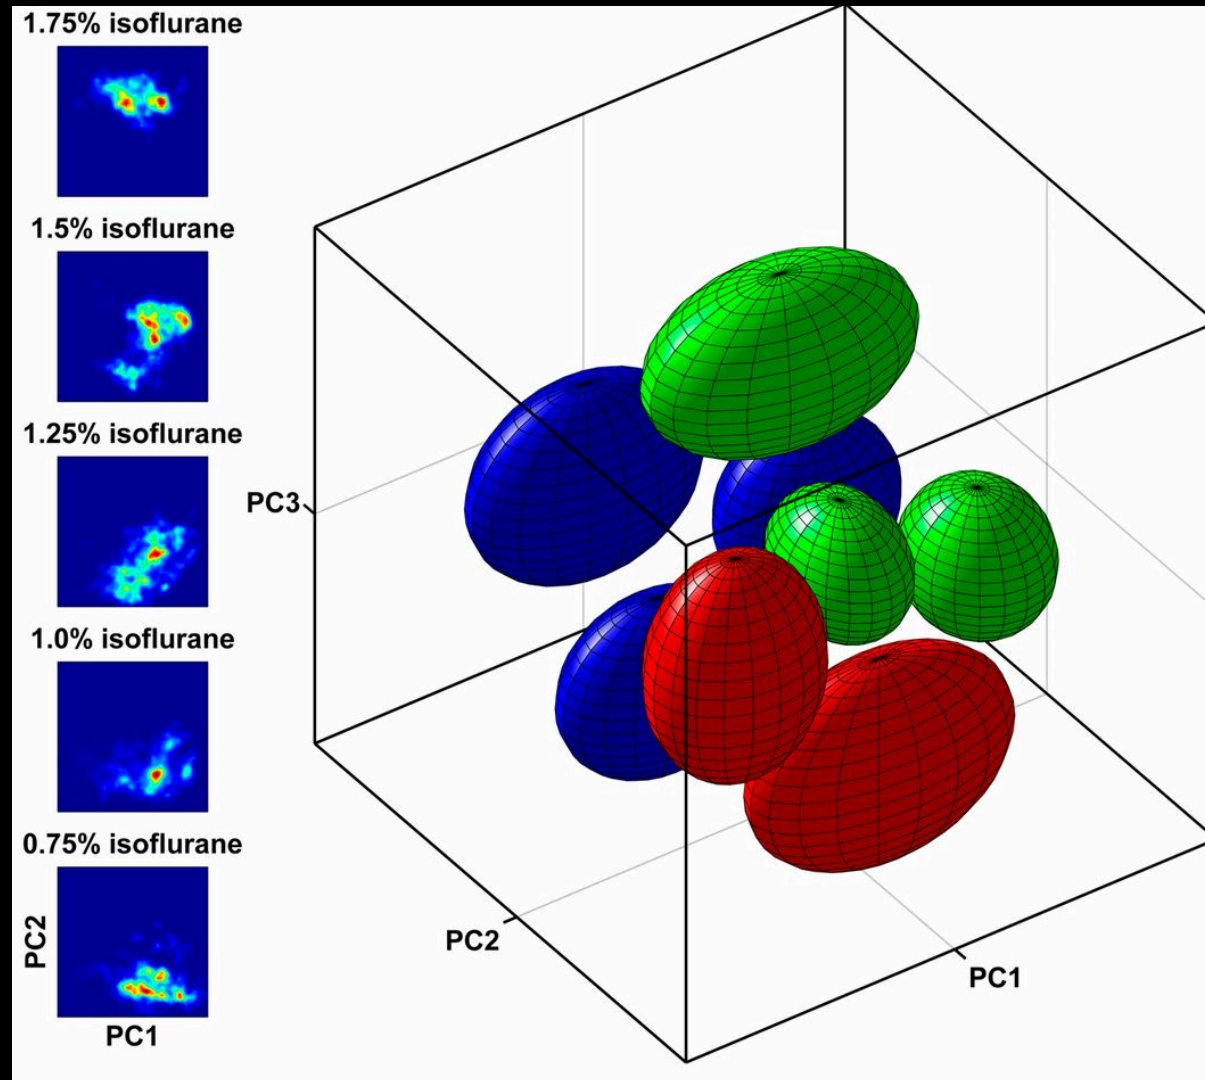 1.75% isoflurane
1.5% isoflurane
1.25% isoflurane
1.0% isoflurane
0.75% isoflurane
PC2
PC1
PC3
PC2
PC1